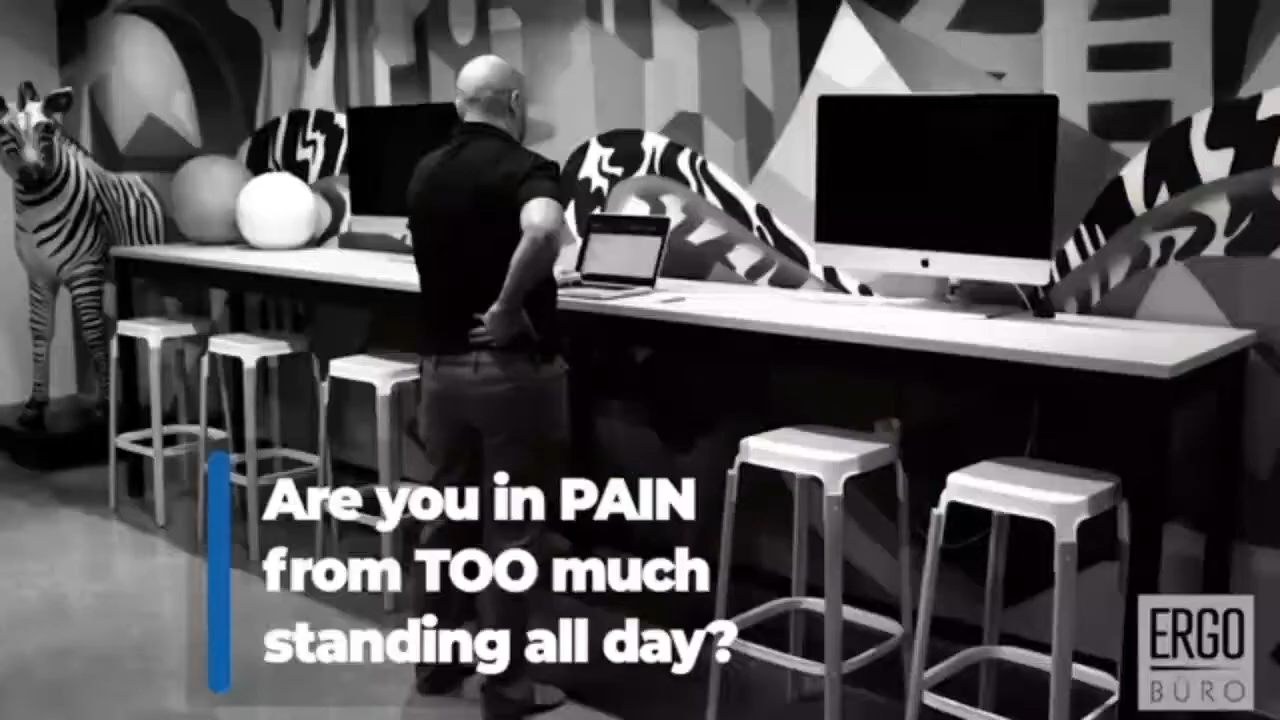 Are you in PAIN
from TOO much
standing all day?
ERGO
BÜRO